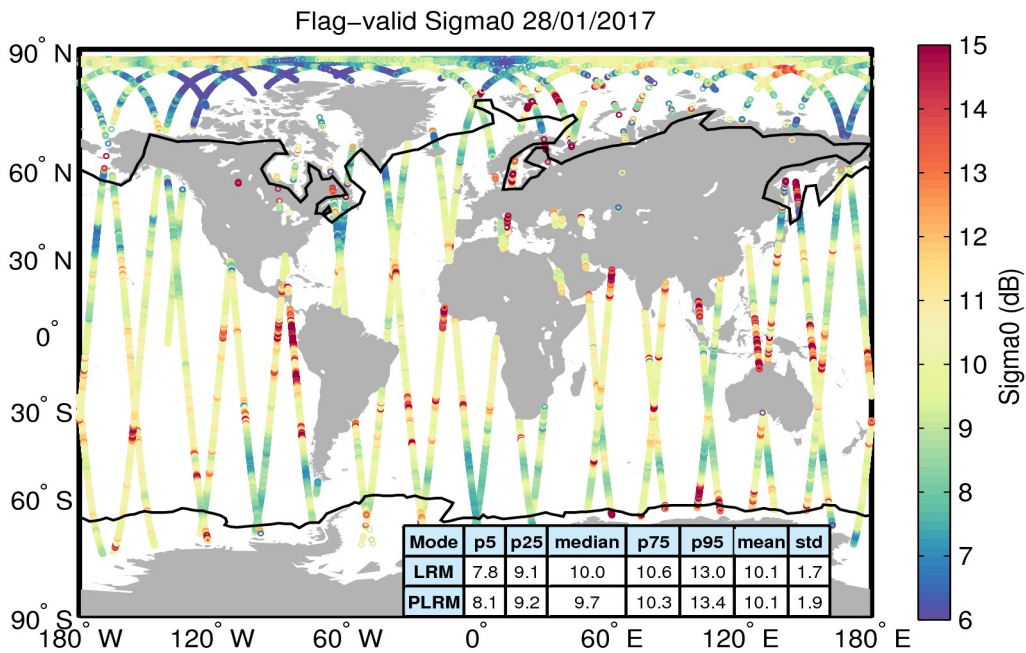 Flag-valid Sigma0 28/01/2017
90° N
60° N
30° N
0°
30° S
60° S
90° S
180° W
120° W
60° W
0°
60° E
120° E
180° E
Mode p5 p25 median p75 p95 mean std
LRM 7.8 9.1 10.0 10.6 13.0 10.1 1.7
PLRM 8.1 9.2 9.7 10.3 13.4 10.1 1.9
15
14
13
12
11
10
9
8
7
6
Sigma0 (dB)